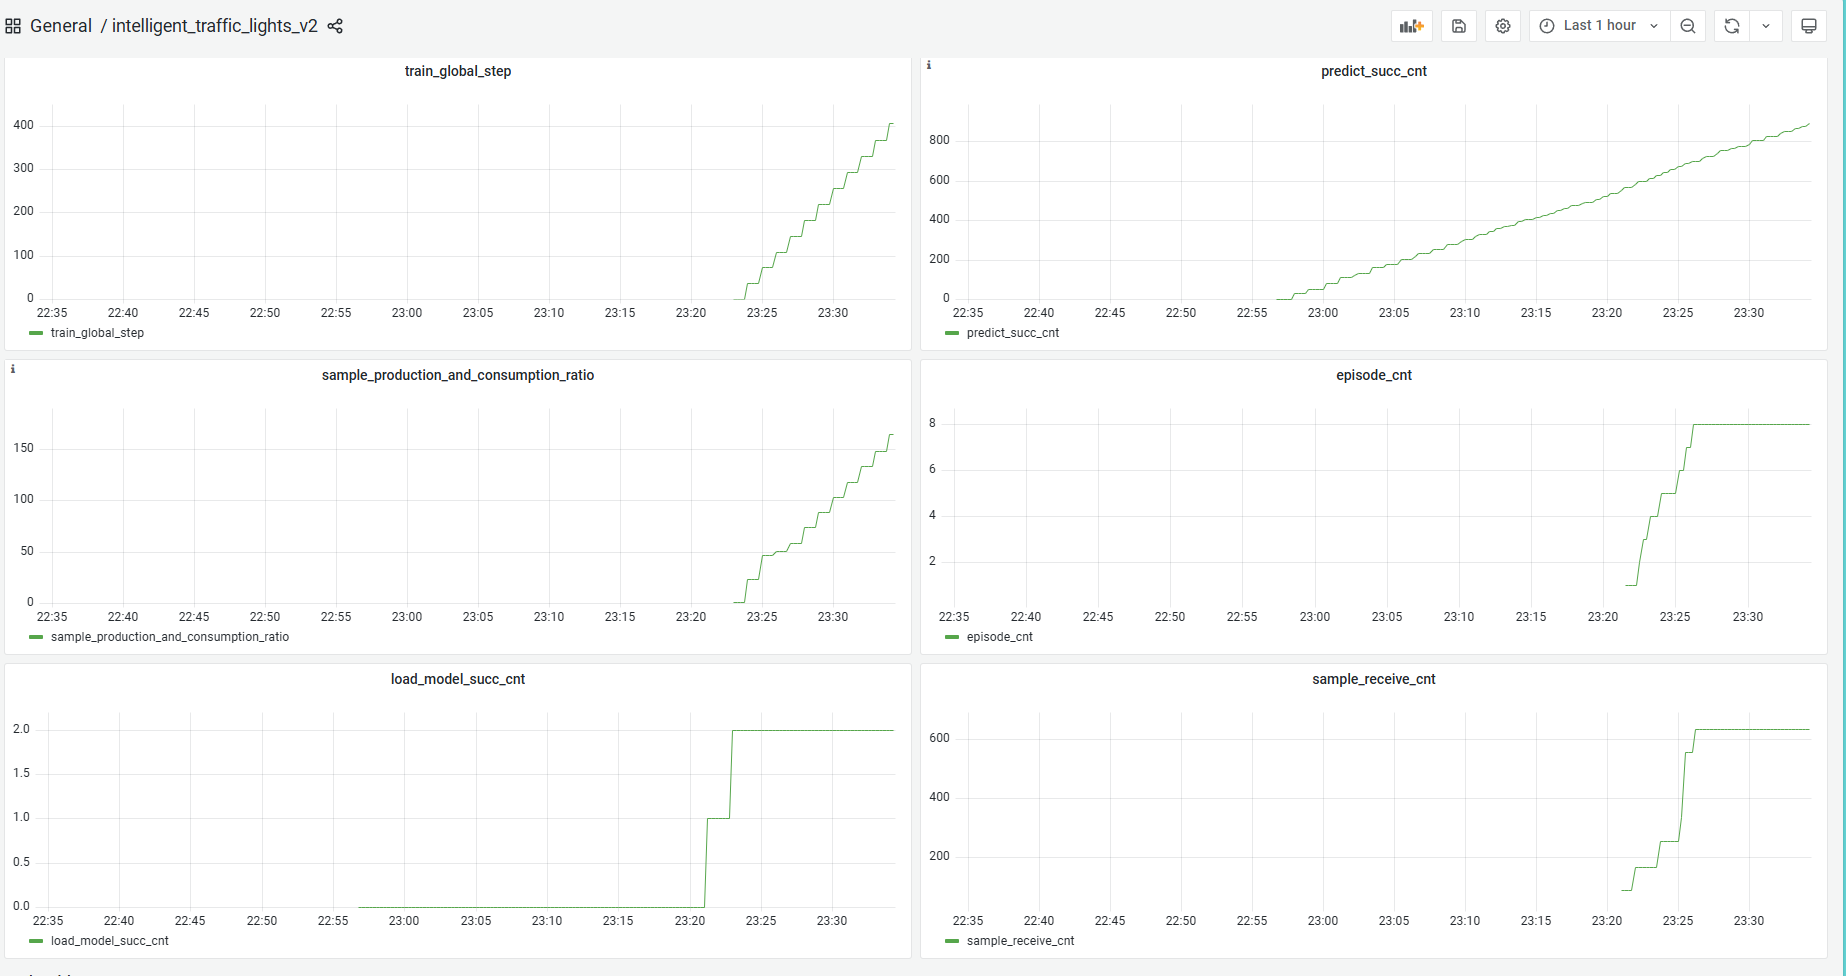 General / intelligent_traffic_lights_v2
Last 1 hour
train_global_step
400
300
200
100
0
22:35 22:40 22:45 22:50 22:55 23:00 23:05 23:10 23:15 23:20 23:25 23:30
train_global_step
predict_succ_cnt
800
600
400
200
0
22:35 22:40 22:45 22:50 22:55 23:00 23:05 23:10 23:15 23:20 23:25 23:30
predict_succ_cnt
sample_production_and_consumption_ratio
150
100
50
0
22:35 22:40 22:45 22:50 22:55 23:00 23:05 23:10 23:15 23:20 23:25 23:30
sample_production_and_consumption_ratio
episode_cnt
8
6
4
2
22:35 22:40 22:45 22:50 22:55 23:00 23:05 23:10 23:15 23:20 23:25 23:30
episode_cnt
load_model_succ_cnt
2.0
1.5
1.0
0.5
0.0
22:35 22:40 22:45 22:50 22:55 23:00 23:05 23:10 23:15 23:20 23:25 23:30
load_model_succ_cnt
sample_receive_cnt
600
400
200
22:35 22:40 22:45 22:50 22:55 23:00 23:05 23:10 23:15 23:20 23:25 23:30
sample_receive_cnt